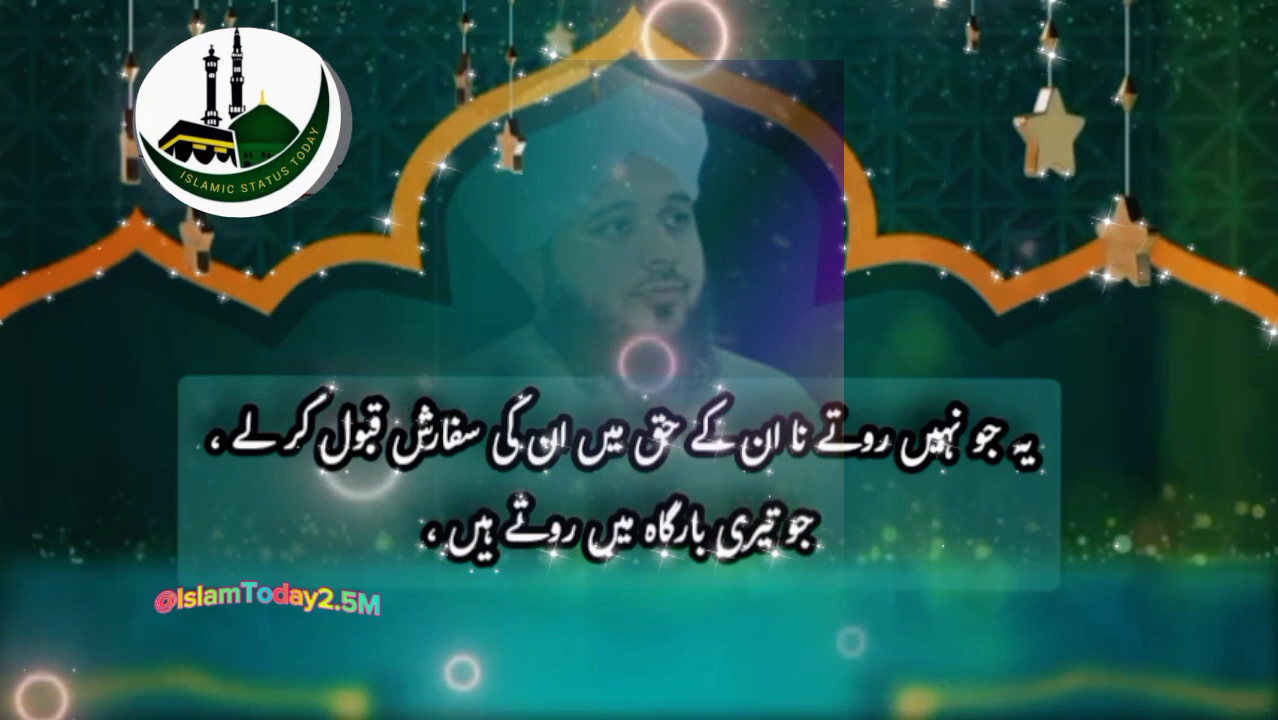 ISLAMIC STATUS TODAY
یہ جو نہیں روتے نا ان کے حق میں ان کی سفارش قبول کر لے ،
جو تیری بارگاہ میں روتے ہیں ،
@IslamToday2.5M